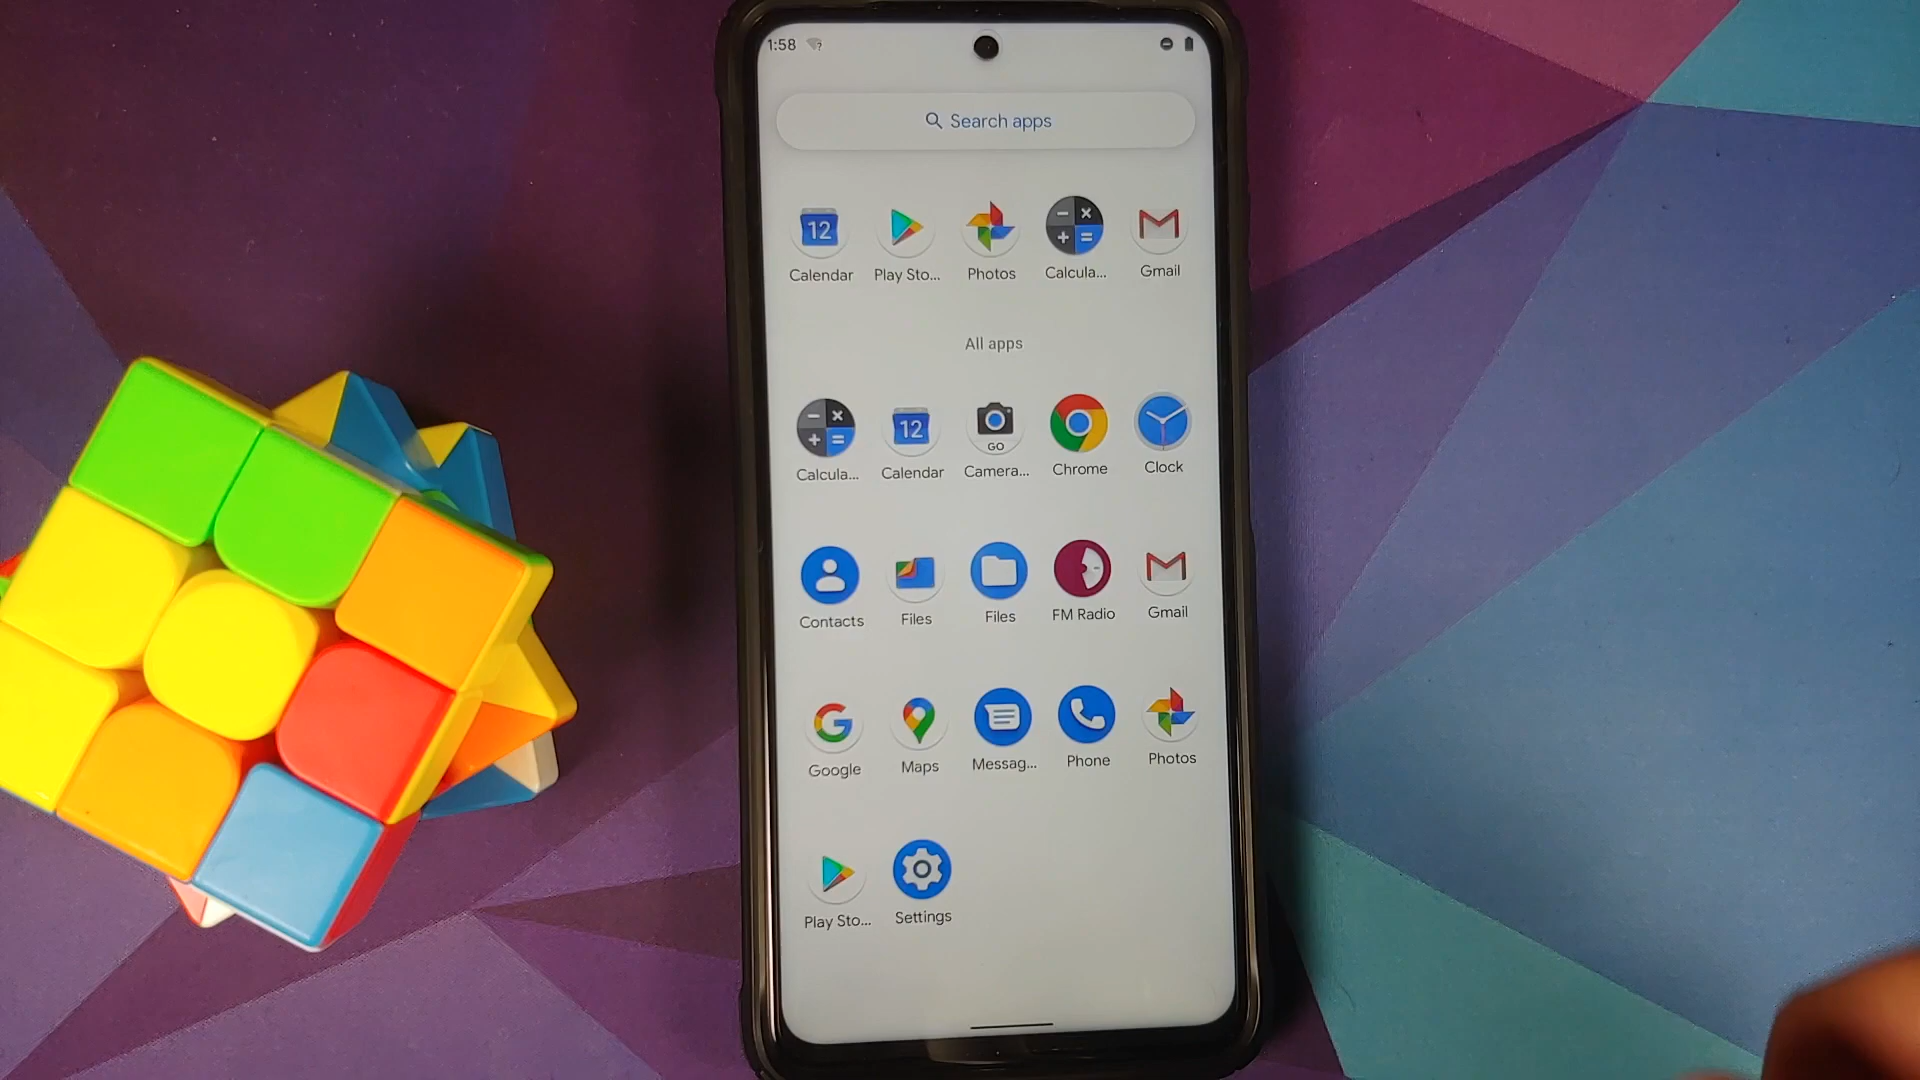 1:58
Search apps
12
Calendar Play Sto... Photos Calcula... Gmail
All apps
12 GO
Calcula... Calendar Camera... Chrome Clock
Contacts Files Files FM Radio Gmail
Google Maps Messag... Phone Photos
Play Sto... Settings